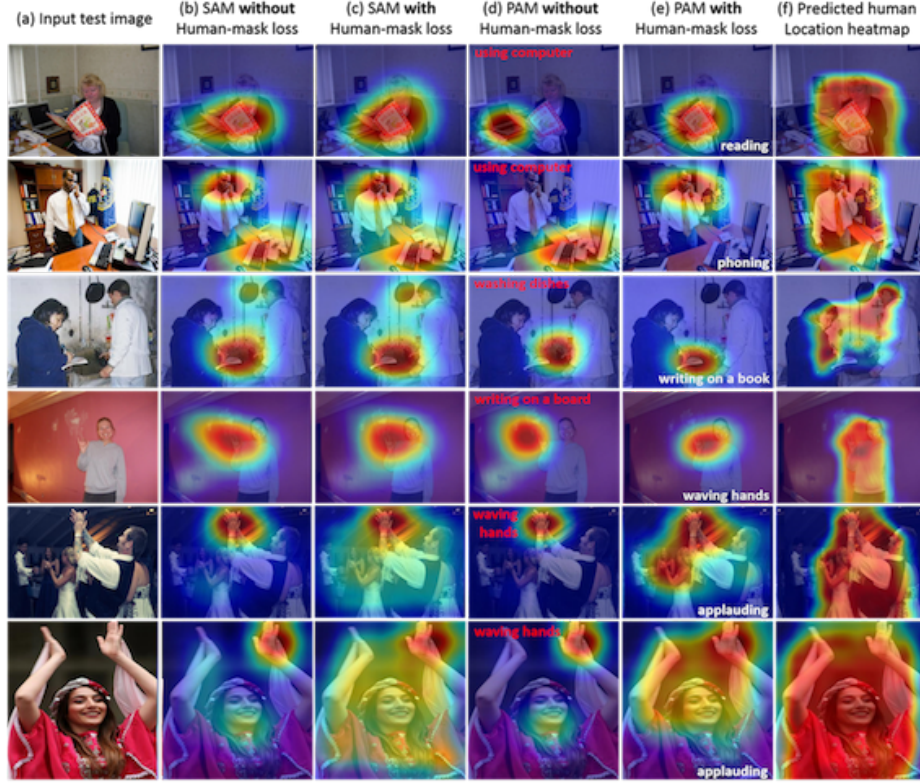 (a) Input test image
(b) SAM without
Human-mask loss
(c) SAM with
Human-mask loss
(d) PAM without
Human-mask loss
(e) PAM with
Human-mask loss
(f) Predicted human
Location heatmap
using computer
reading
using computer
phoning
washing dishes
writing on a book
writing on a board
waving hands
waving
hands
applauding
waving hands
applauding